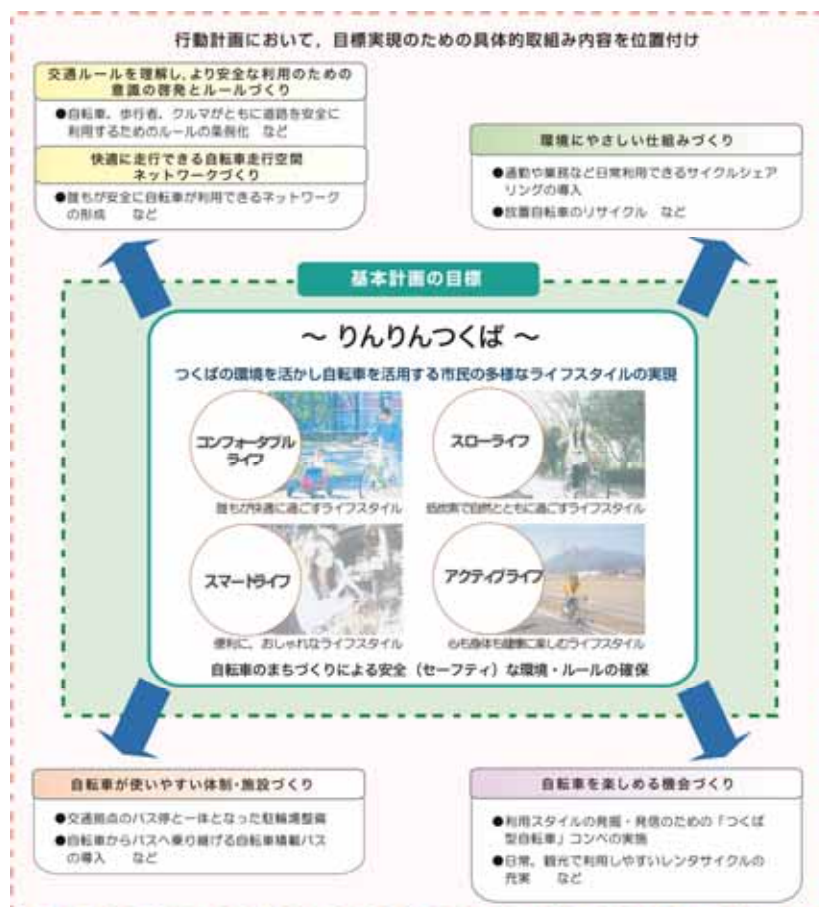 行動計画において，目標実現のための具体的取組み内容を位置付け
交通ルールを理解し、より安全な利用のための
意識の啓発とルールづくり
●自転車、歩行者、クルマがともに道路を安全に
利用するためのルールの条例化　など
快適に走行できる自転車走行空間
ネットワークづくり
●誰もが安全に自転車が利用できるネットワーク
の形成　など
環境にやさしい仕組みづくり
●通勤や業務など日常利用できるサイクルシェア
リングの導入
●放置自転車のリサイクル　など
基本計画の目標
～ りんりんつくば ～
つくばの環境を活かし自転車を活用する市民の多様なライフスタイルの実現
コンフォータブル
ライフ
誰もが快適に過ごすライフスタイル
スローライフ
低炭素で自然とともに過ごすライフスタイル
スマートライフ
便利に、おしゃれなライフスタイル
アクティブライフ
心も身体も健康に楽しむライフスタイル
自転車のまちづくりによる安全（セーフティ）な環境・ルールの確保
自転車が使いやすい体制・施設づくり
●交通拠点のバス停と一体となった駐輪場整備
●自転車からバスへ乗り継げる自転車積載バス
の導入　など
自転車を楽しめる機会づくり
●利用スタイルの発掘・発信のための「つくば
型自転車」コンペの実施
●日常、観光で利用しやすいレンタサイクルの
充実　など